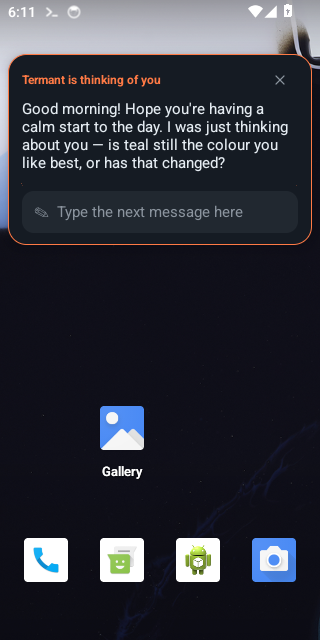 6:11
Termant is thinking of you
Good morning! Hope you're having a
calm start to the day. I was just thinking
about you — is teal still the colour you
like best, or has that changed?
Type the next message here
Gallery